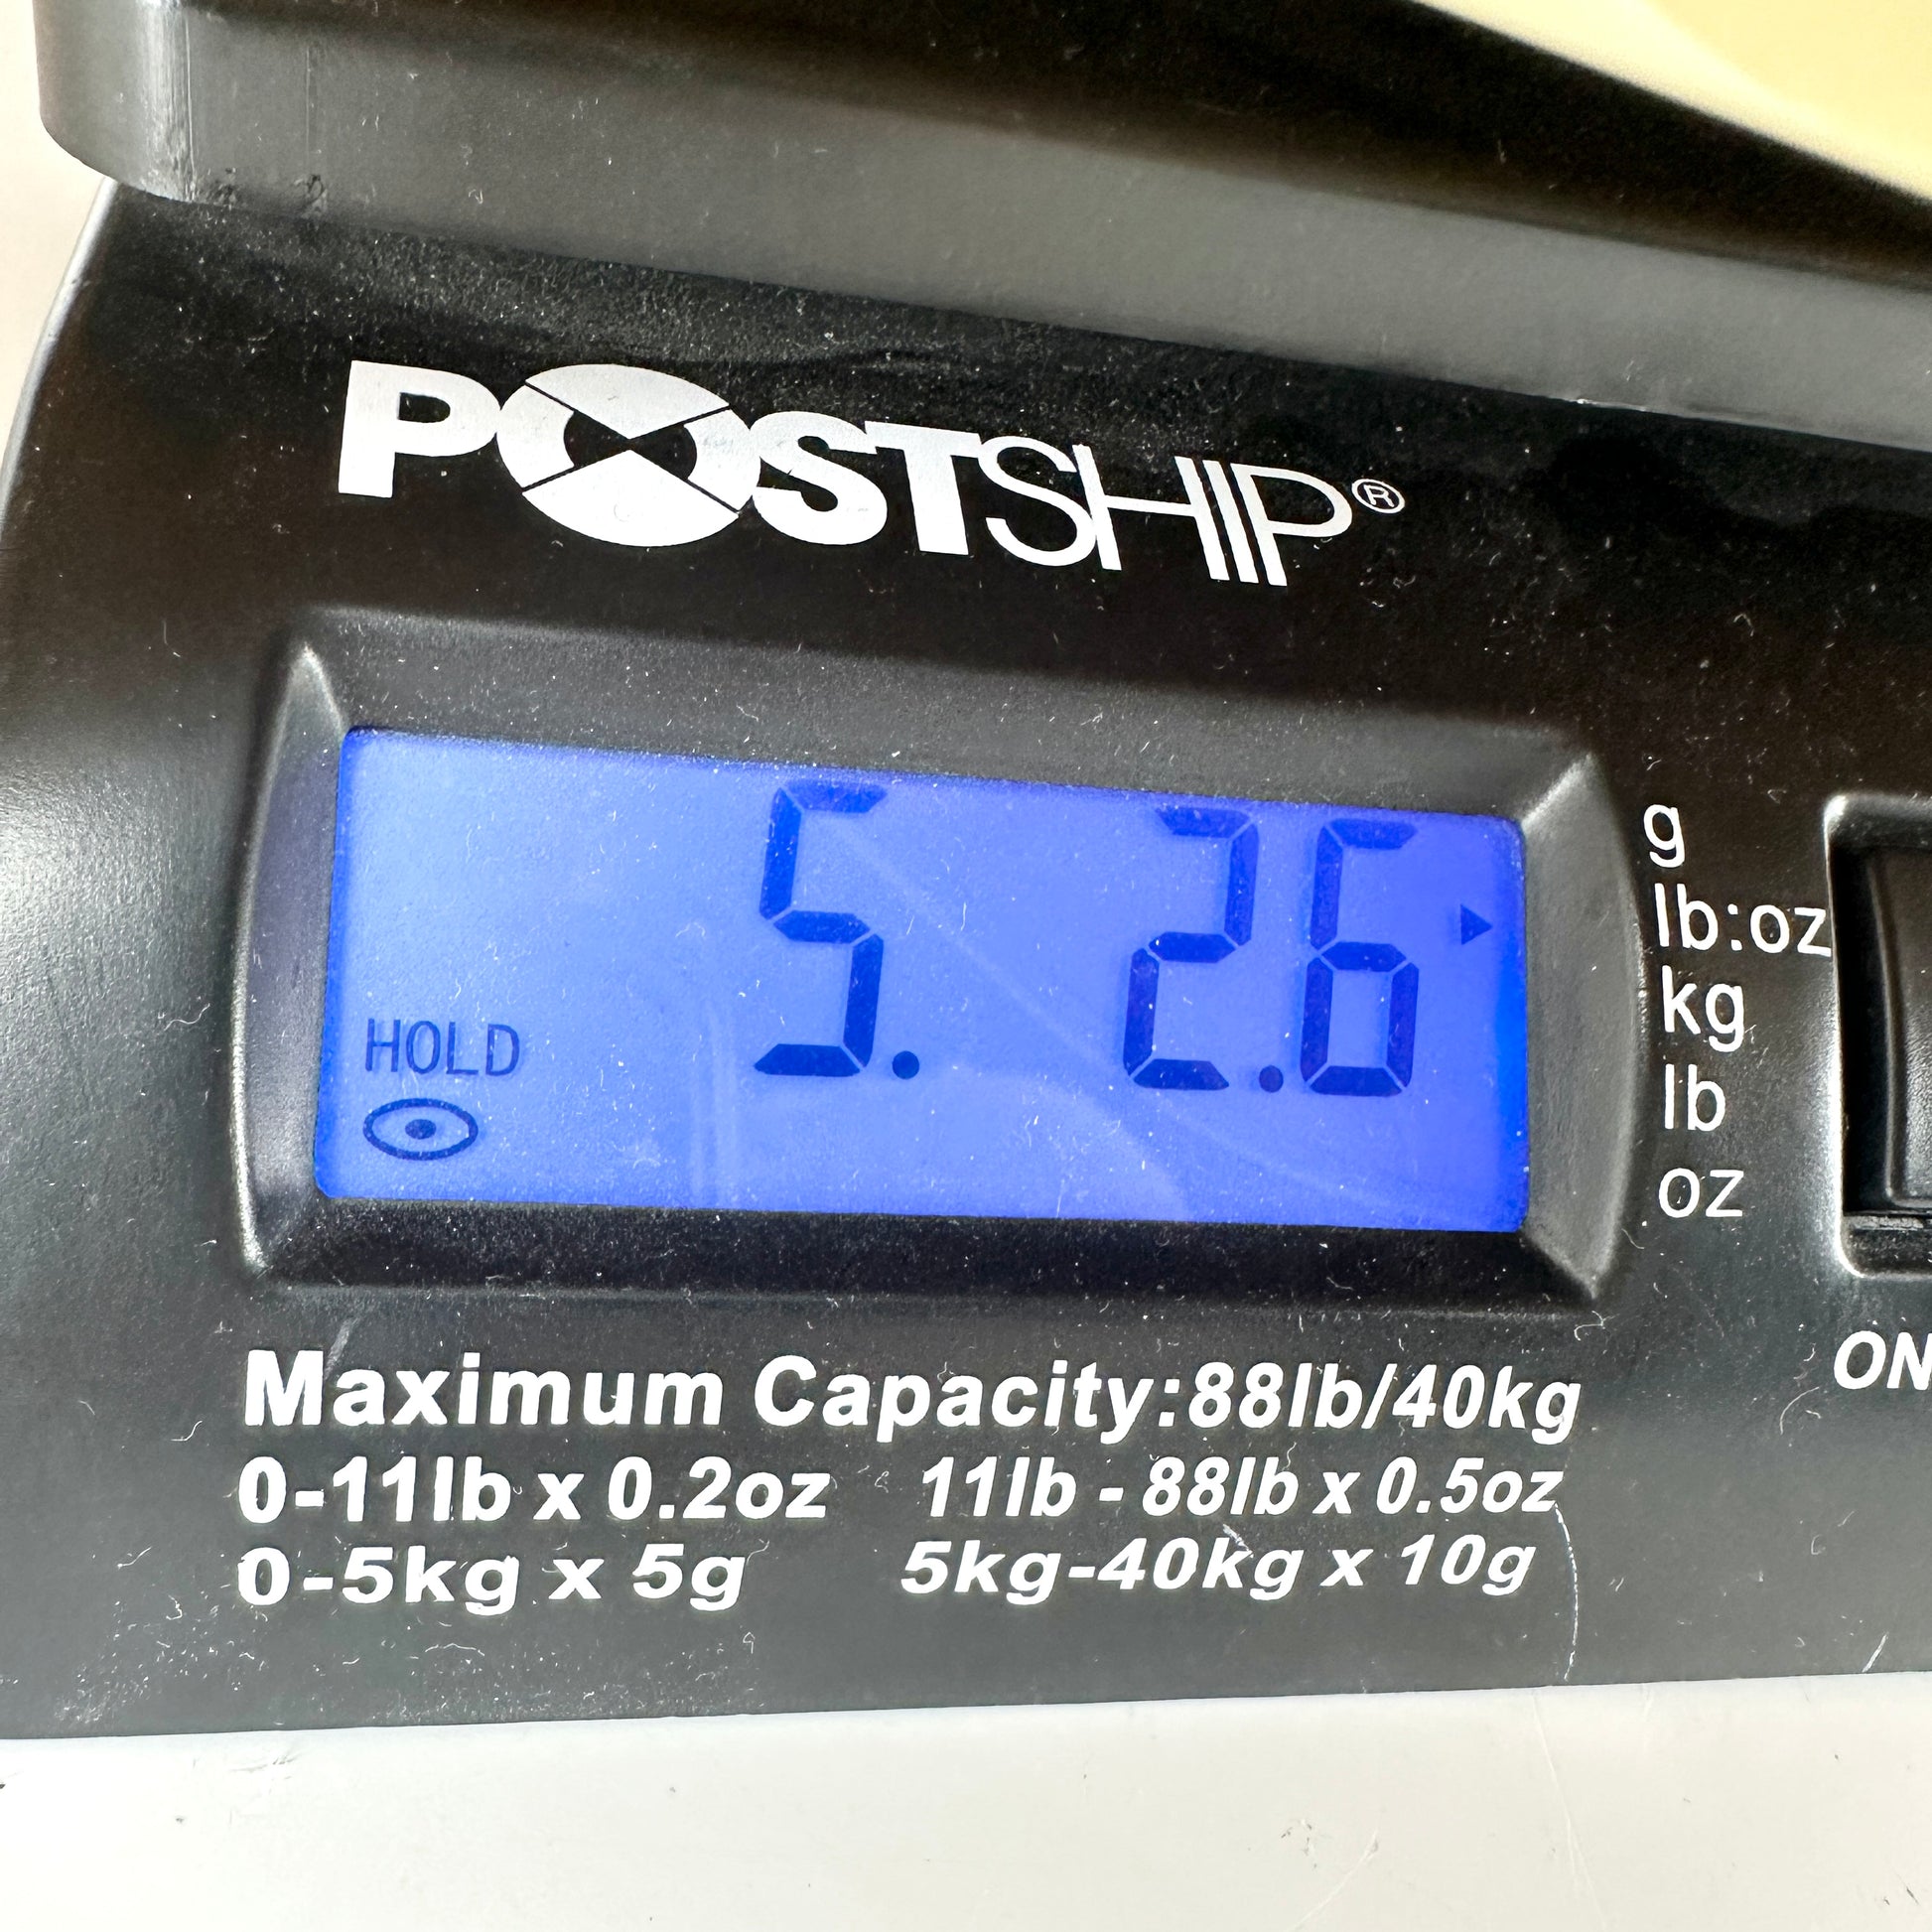 POSTSHIP®
5. 2.6
HOLD
g
lb:oz
kg
lb
oz
ON
Maximum Capacity:88lb/40kg
0-11lb x 0.2oz 11lb - 88lb x 0.5oz
0-5kg x 5g 5kg-40kg x 10g